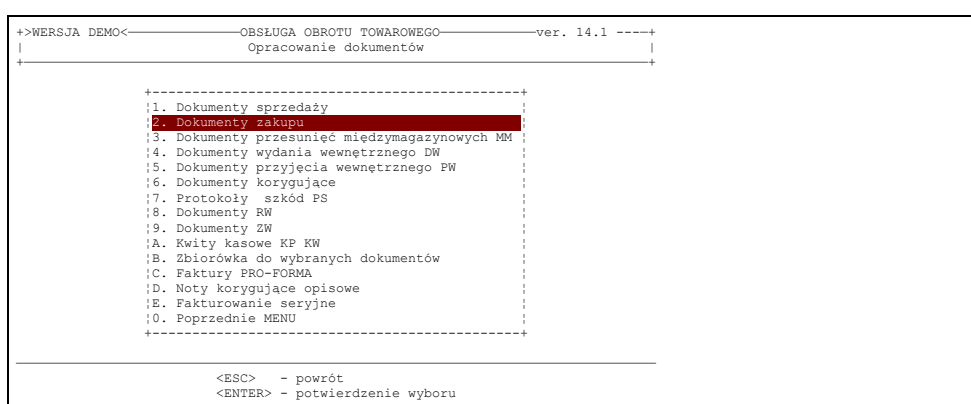 +>WERSJA DEMO<——————OBSŁUGA OBROTU TOWAROWEGO——————ver. 14.1 ----+
| Opracowanie dokumentów |
+——————————————————+
+----------------------------------------------+
¦1. Dokumenty sprzedaży ¦
¦2. Dokumenty zakupu ¦
¦3. Dokumenty przesunięć międzymagazynowych MM ¦
¦4. Dokumenty wydania wewnętrznego DW ¦
¦5. Dokumenty przyjęcia wewnętrznego PW ¦
¦6. Dokumenty korygujące ¦
¦7. Protokoły szkód PS ¦
¦8. Dokumenty RW ¦
¦9. Dokumenty ZW ¦
¦A. Kwity kasowe KP KW ¦
¦B. Zbiorówka do wybranych dokumentów ¦
¦C. Faktury PRO-FORMA ¦
¦D. Noty korygujące opisowe ¦
¦E. Fakturowanie seryjne ¦
¦0. Poprzednie MENU ¦
+----------------------------------------------+
<ESC> - powrót
<ENTER> - potwierdzenie wyboru